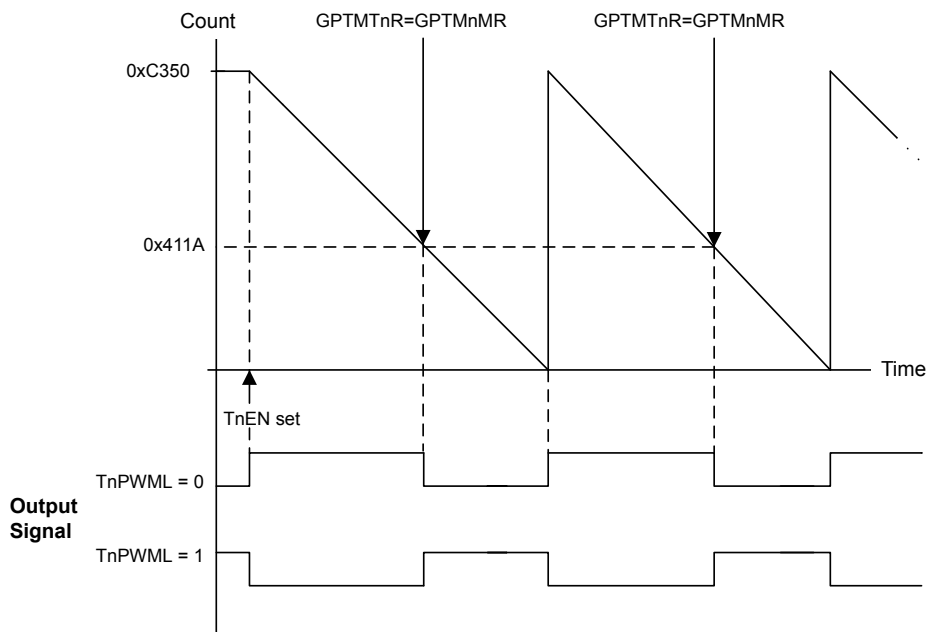 Count
GPTMTnR=GPTMnMR
GPTMTnR=GPTMnMR
0xC350
0x411A
Time
TnEN set
TnPWML = 0
Output
Signal
TnPWML = 1